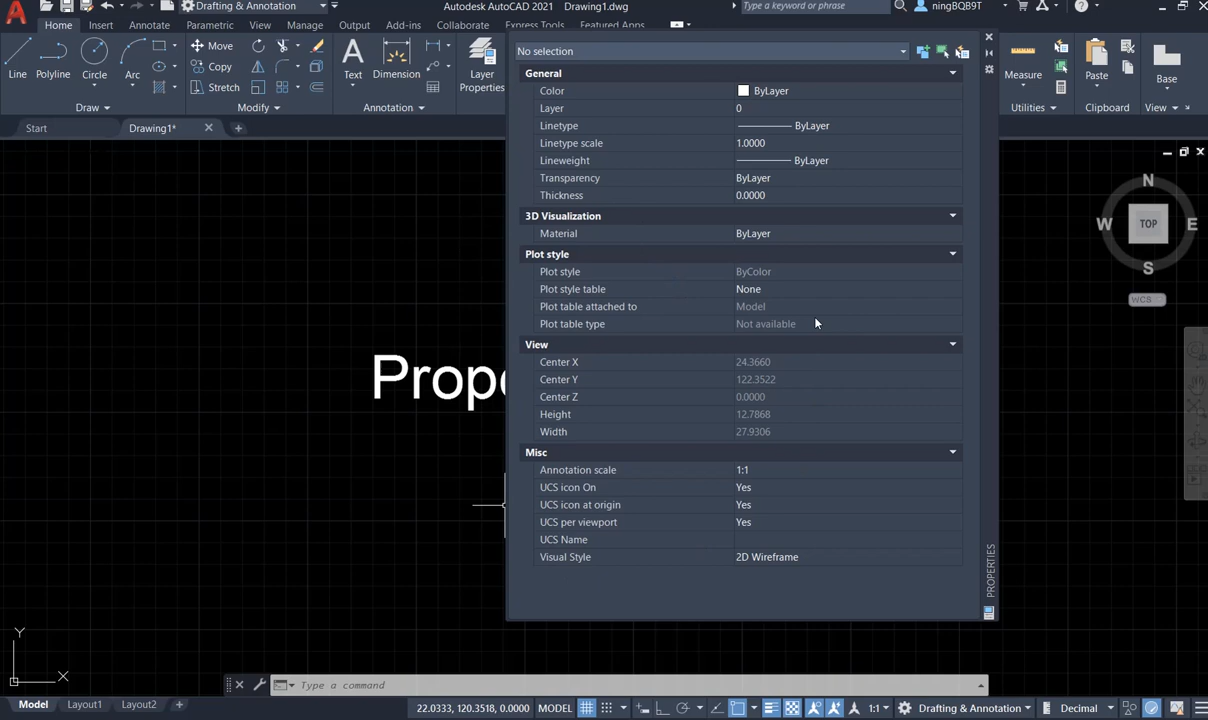 Drafting & Annotation
Autodesk AutoCAD 2021 Drawing1.dwg
Type a keyword or phrase
ningBQB9T
Home Insert Annotate Parametric View Manage Output Add-ins Collaborate Express Tools Featured Apps
Line Polyline Circle Arc
Move
Copy
Stretch
Text Dimension
Layer
Properties
Measure
Paste
Base
Draw Modify Annotation Utilities Clipboard View
Start Drawing1*
No selection
General
Color ByLayer
Layer 0
Linetype ByLayer
Linetype scale 1.0000
Lineweight ByLayer
Transparency ByLayer
Thickness 0.0000
3D Visualization
Material ByLayer
Plot style
Plot style ByColor
Plot style table None
Plot table attached to Model
Plot table type Not available
View
Center X 24.3660
Center Y 122.3522
Center Z 0.0000
Height 12.7868
Width 27.9306
Misc
Annotation scale 1:1
UCS icon On Yes
UCS icon at origin Yes
UCS per viewport Yes
UCS Name
Visual Style 2D Wireframe
PROPERTIES
N
W TOP E
S
WCS
Y
X
Type a command
Model Layout1 Layout2
22.0333, 120.3518, 0.0000 MODEL 1:1 Drafting & Annotation Decimal